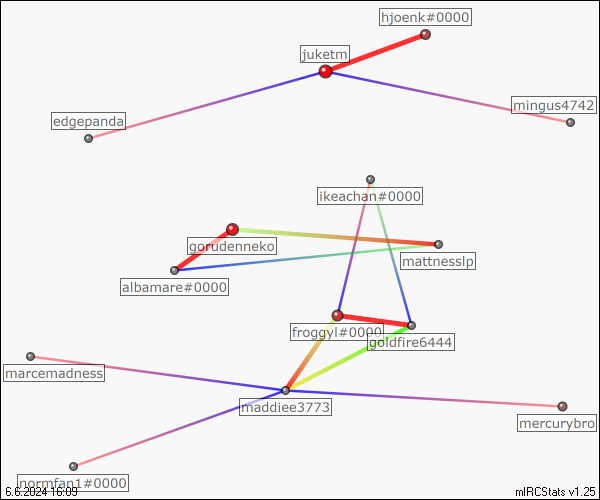 hjoenk#0000
juketm
mingus4742
edgepanda
ikeachan#0000
gorudenneko
mattnesslp
albamare#0000
froggyl#0000
goldfire6444
marcemadness
maddiee3773
mercurybro
normfan1#0000
6.6.2024 16:09
mIRCStats v1.25